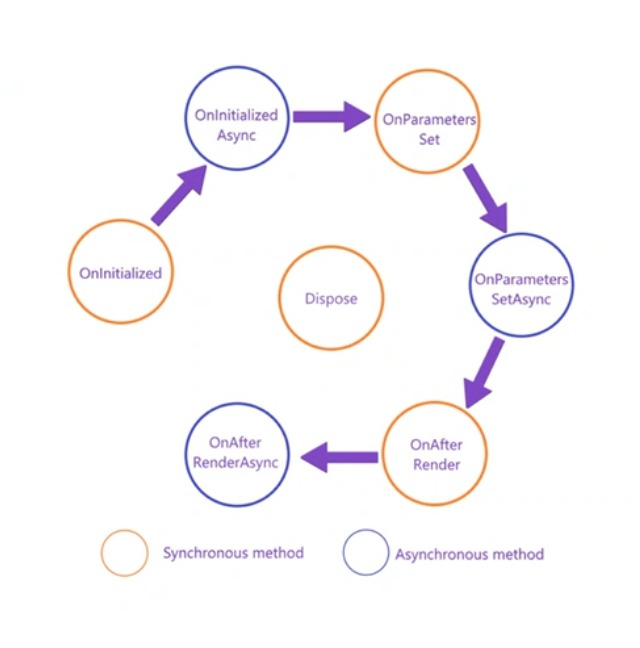 OnInitialized
Async
OnParameters
Set
OnInitialized
OnParameters
SetAsync
Dispose
OnAfter
RenderAsync
OnAfter
Render
Synchronous method
Asynchronous method